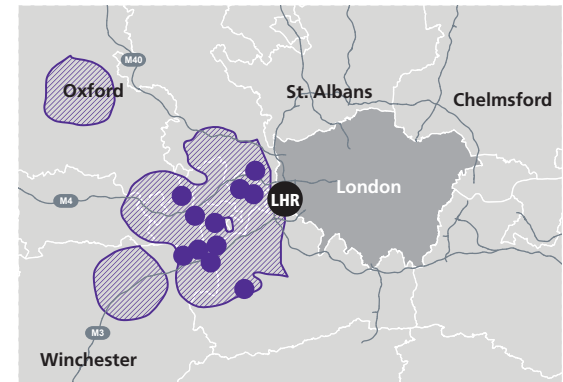 M40
Oxford
St. Albans
Chelmsford
London
LHR
M4
M3
Winchester